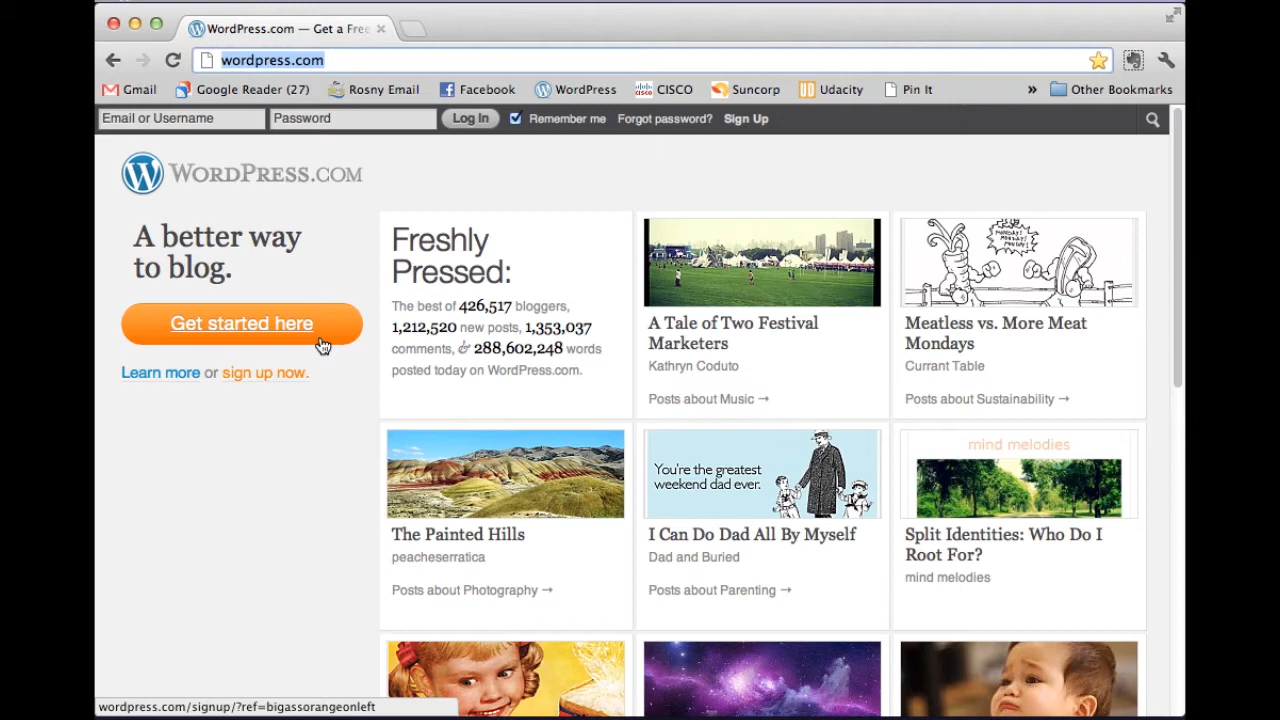 WordPress.com — Get a Free
wordpress.com
Gmail
Google Reader (27)
Rosny Email
Facebook
WordPress
CISCO
Suncorp
Udacity
Pin It
»
Other Bookmarks
Email or Username
Password
Log In
Remember me
Forgot password?
Sign Up
WORDPRESS.COM
A better way
to blog.
Get started here
Learn more or sign up now.
Freshly
Pressed:
The best of 426,517 bloggers,
1,212,520 new posts, 1,353,037
comments, & 288,602,248 words
posted today on WordPress.com.
A Tale of Two Festival
Marketers
Kathryn Coduto
Posts about Music →
MONDAY!
MONDAY!
MONDAY!
Meatless vs. More Meat
Mondays
Currant Table
Posts about Sustainability →
The Painted Hills
peacheserratica
Posts about Photography →
You're the greatest
weekend dad ever.
I Can Do Dad All By Myself
Dad and Buried
Posts about Parenting →
mind melodies
Split Identities: Who Do I
Root For?
mind melodies
wordpress.com/signup/?ref=bigassorangeonleft